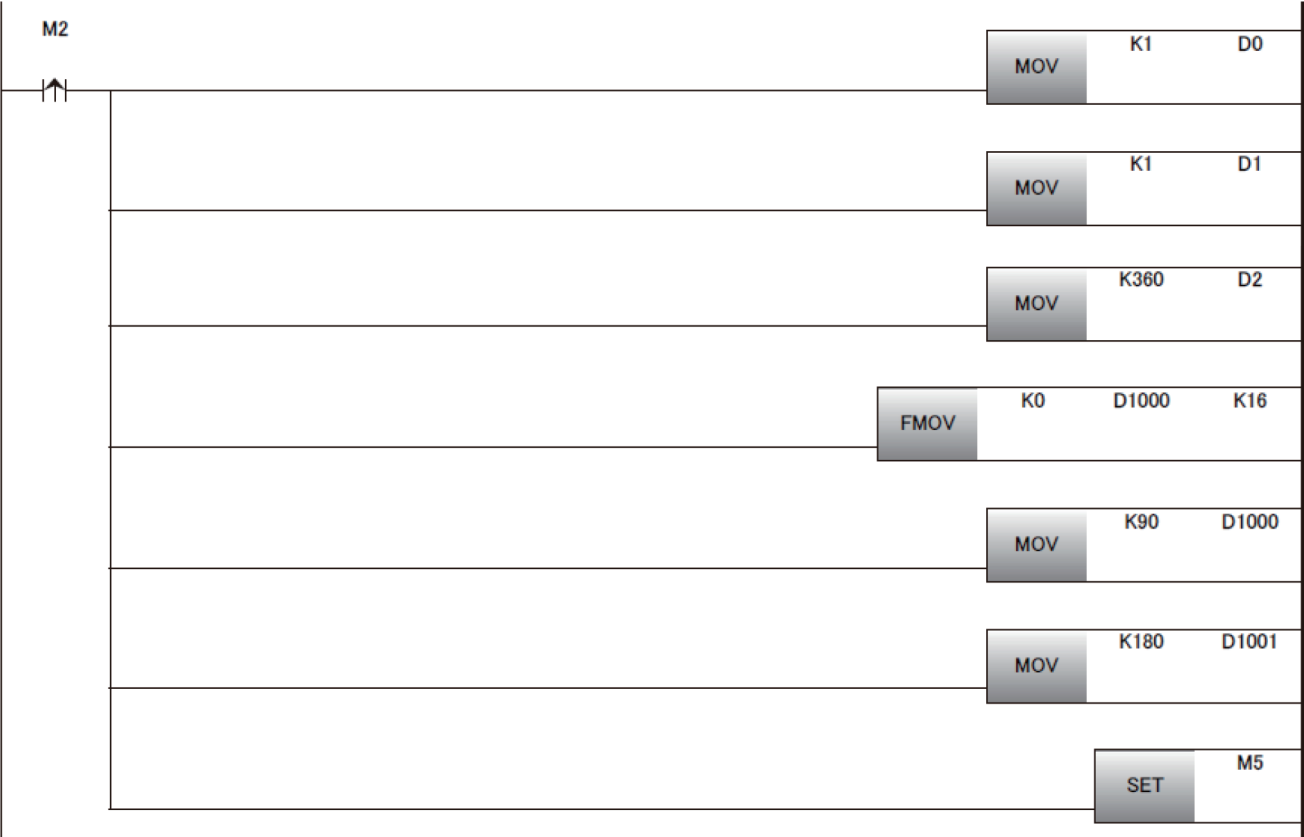 M2
MOV K1 D0
MOV K1 D1
MOV K360 D2
FMOV K0 D1000 K16
MOV K90 D1000
MOV K180 D1001
SET M5